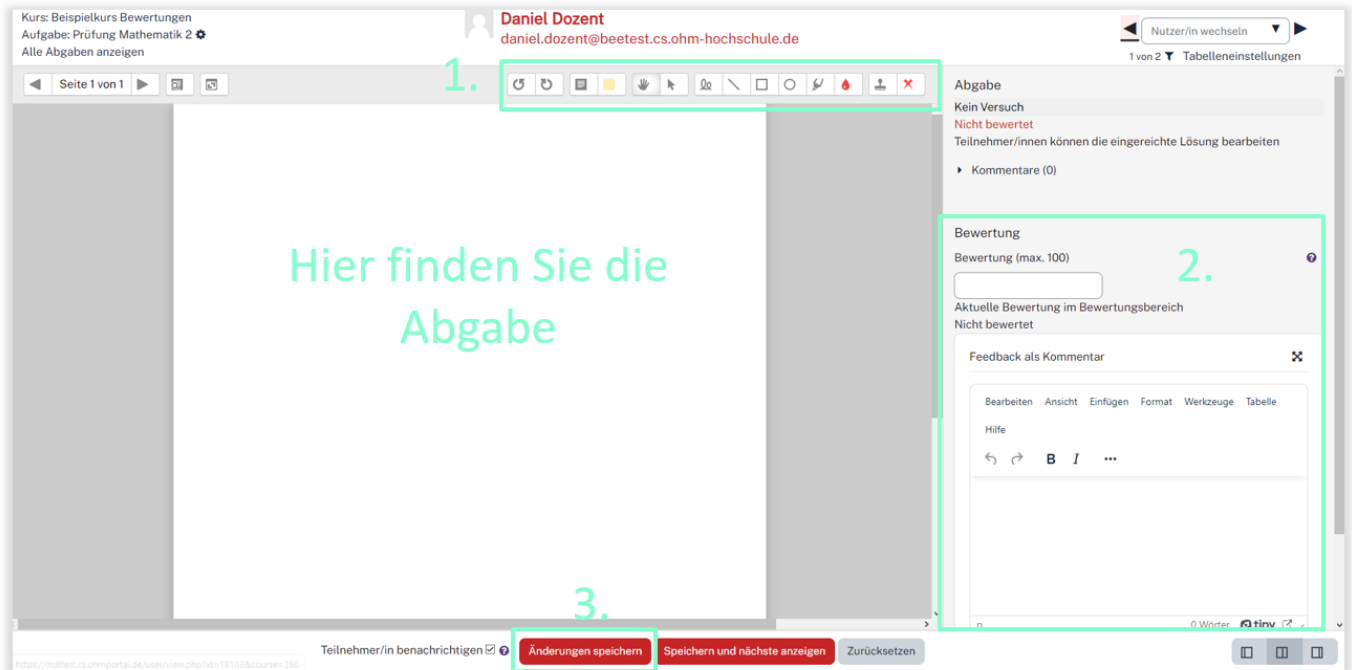 Kurs: Beispielkurs Bewertungen
Aufgabe: Prüfung Mathematik 2
Alle Abgaben anzeigen
Daniel Dozent
daniel.dozent@beetest.cs.ohm-hochschule.de
Nutzer/in wechseln
1 von 2 Tabelleneinstellungen
Seite 1 von 1
1.
Hier finden Sie die
Abgabe
Abgabe
Kein Versuch
Nicht bewertet
Teilnehmer/innen können die eingereichte Lösung bearbeiten
Kommentare (0)
Bewertung
Bewertung (max. 100)
2.
Aktuelle Bewertung im Bewertungsbereich
Nicht bewertet
Feedback als Kommentar
Bearbeiten Ansicht Einfügen Format Werkzeuge Tabelle
Hilfe
B I
0 Wörter tiny
3.
Teilnehmer/in benachrichtigen
Änderungen speichern
Speichern und nächste anzeigen
Zurücksetzen